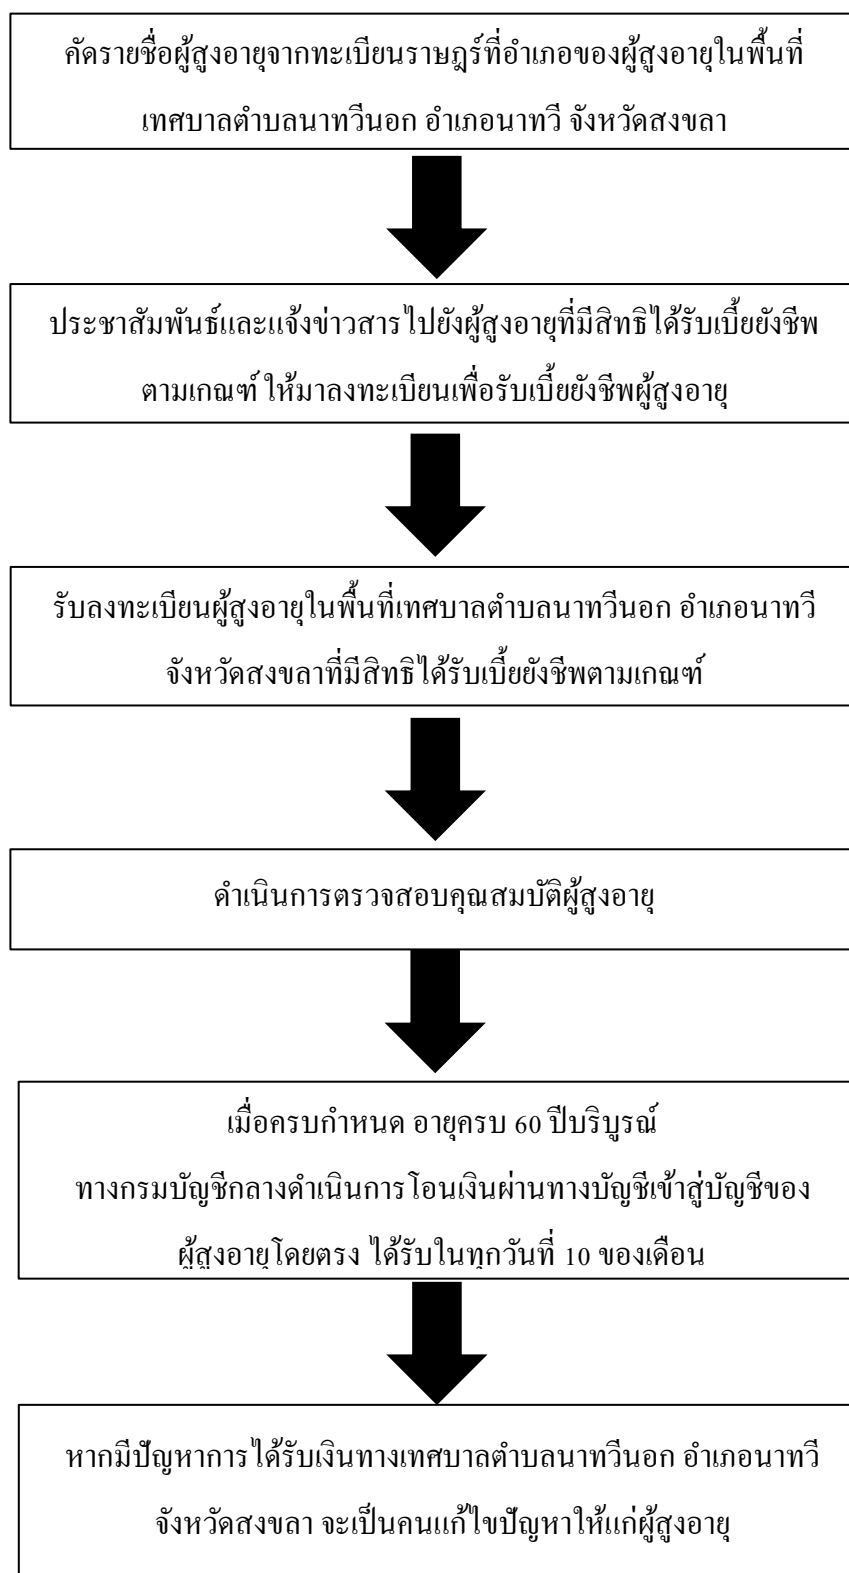 คัดรายชื่อผู้สูงอายุจากทะเบียนราษฎร์ที่อำเภอของผู้สูงอายุในพื้นที่
เทศบาลตำบลนาทวีนอก อำเภอนาทวี จังหวัดสงขลา
ประชาสัมพันธ์และแจ้งข่าวสารไปยังผู้สูงอายุที่มีสิทธิได้รับเบี้ยยังชีพ
ตามเกณฑ์ ให้มาลงทะเบียนเพื่อรับเบี้ยยังชีพผู้สูงอายุ
รับลงทะเบียนผู้สูงอายุในพื้นที่เทศบาลตำบลนาทวีนอก อำเภอนาทวี
จังหวัดสงขลาที่มีสิทธิได้รับเบี้ยยังชีพตามเกณฑ์
ดำเนินการตรวจสอบคุณสมบัติผู้สูงอายุ
เมื่อครบกำหนด อายุครบ 60 ปีบริบูรณ์
ทางกรมบัญชีกลางดำเนินการโอนเงินผ่านทางบัญชีเข้าสู่บัญชีของ
ผู้สูงอายุโดยตรง ได้รับในทุกวันที่ 10 ของเดือน
หากมีปัญหาการได้รับเงินทางเทศบาลตำบลนาทวีนอก อำเภอนาทวี
จังหวัดสงขลา จะเป็นคนแก้ไขปัญหาให้แก่ผู้สูงอายุ